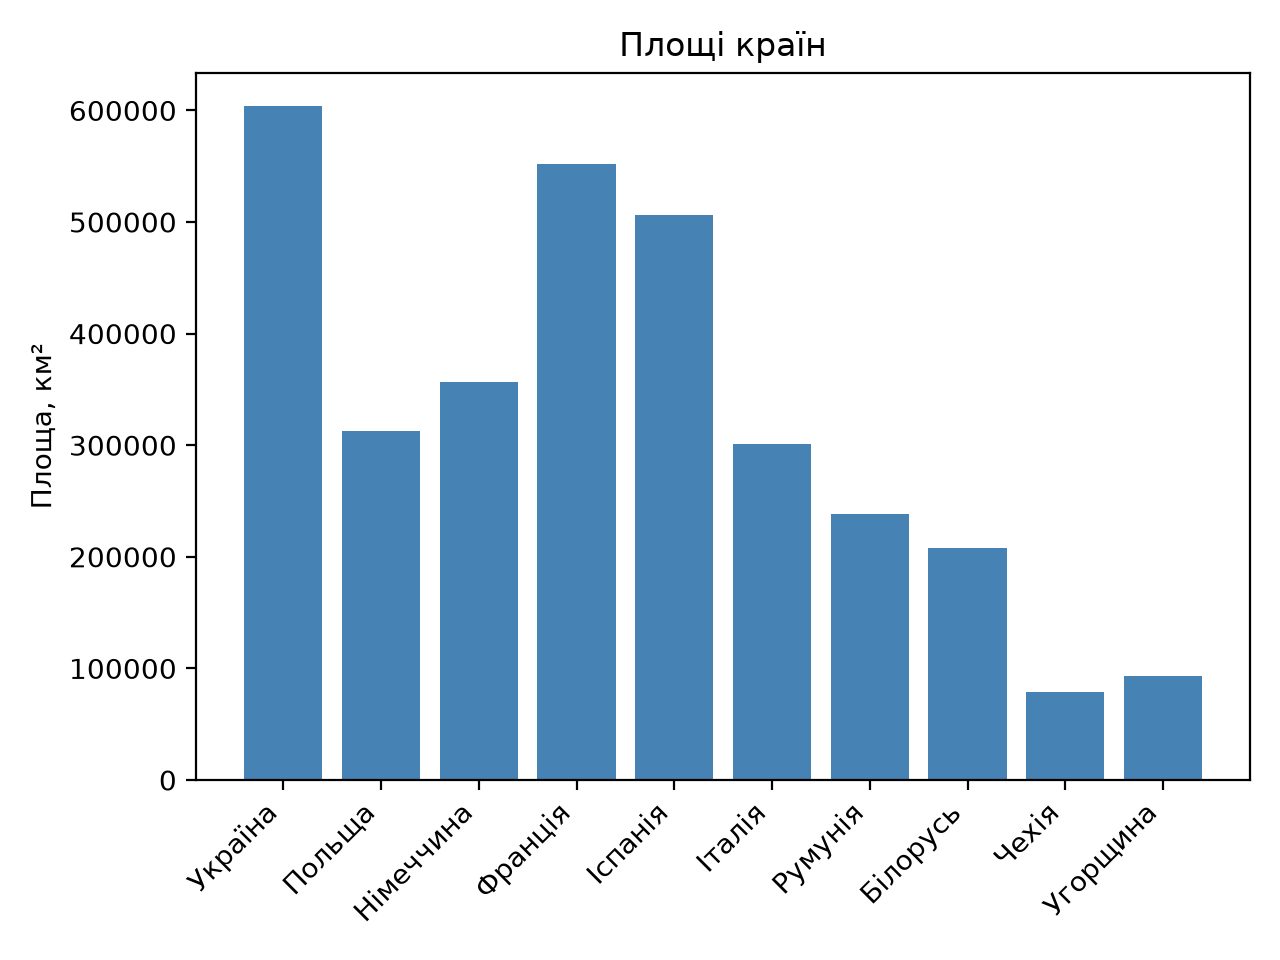 Площі країн
Площа, км²
600000
500000
400000
300000
200000
100000
0
Україна
Польща
Німеччина
Франція
Іспанія
Італія
Румунія
Білорусь
Чехія
Угорщина